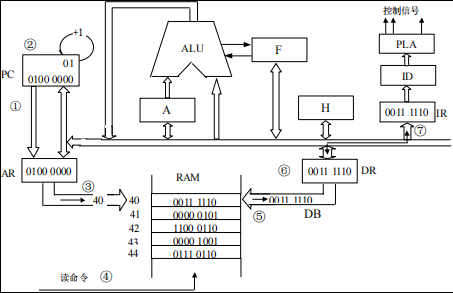 控制信号
② +1
ALU
F
PLA
01
PC 0100 0000
ID
①
A
H
0011 1110 IR
⑦
AR 0100 0000
RAM
⑥ 0011 1110 DR
③
40 40 0011 1110 0011 1110
41 0000 0101 ⑤ DB
42 1100 0110
43 0000 1001
44 0111 0110
读命令 ④